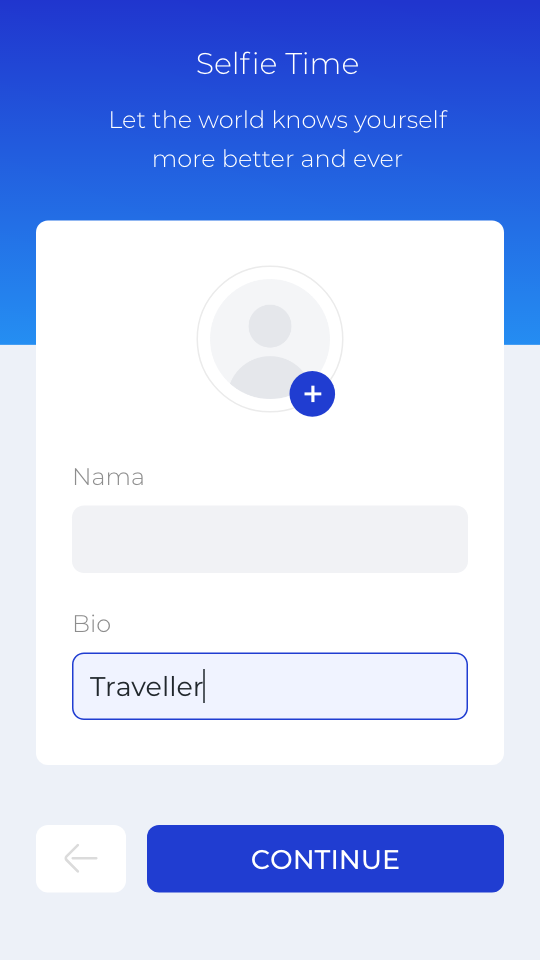 Selfie Time
Let the world knows yourself
more better and ever
Nama
Bio
Traveller
CONTINUE